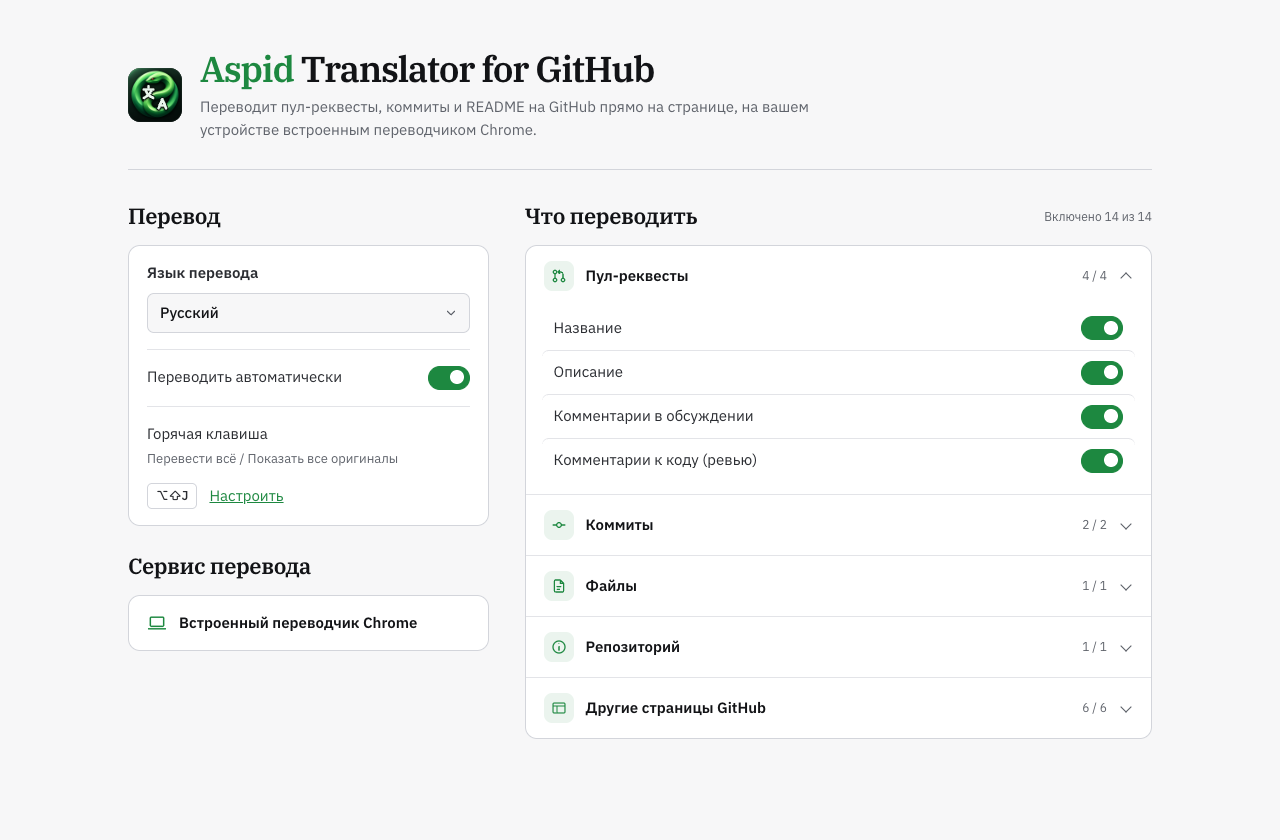 Aspid Translator for GitHub
Переводит пул-реквесты, коммиты и README на GitHub прямо на странице, на вашем
устройстве встроенным переводчиком Chrome.
Перевод
Язык перевода
Русский
Переводить автоматически
Горячая клавиша
Перевести всё / Показать все оригиналы
⌥⇧J
Настроить
Сервис перевода
Встроенный переводчик Chrome
Что переводить
Включено 14 из 14
Пул-реквесты
4 / 4
Название
Описание
Комментарии в обсуждении
Комментарии к коду (ревью)
Коммиты
2 / 2
Файлы
1 / 1
Репозиторий
1 / 1
Другие страницы GitHub
6 / 6